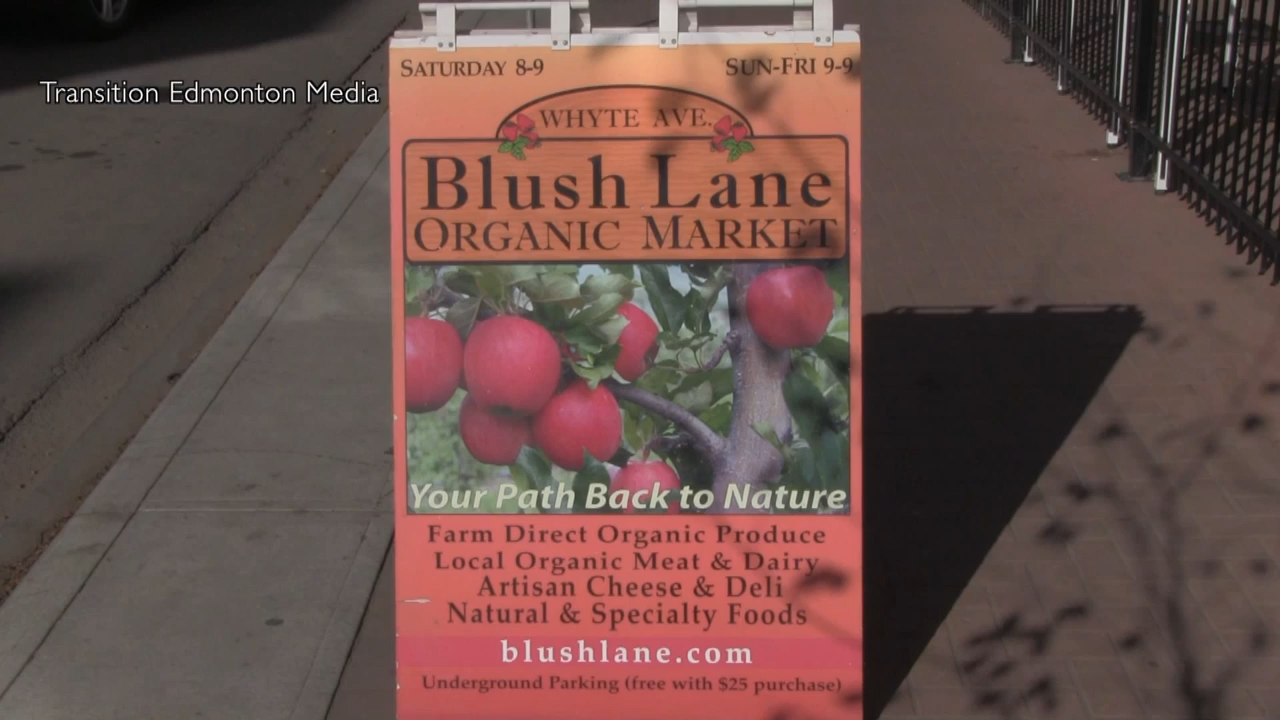 Transition Edmonton Media
SATURDAY 8-9
SUN-FRI 9-9
WHYTE AVE.
Blush Lane
ORGANIC MARKET
Your Path Back to Nature
Farm Direct Organic Produce
Local Organic Meat & Dairy
Artisan Cheese & Deli
Natural & Specialty Foods
blushlane.com
Underground Parking (free with $25 purchase)